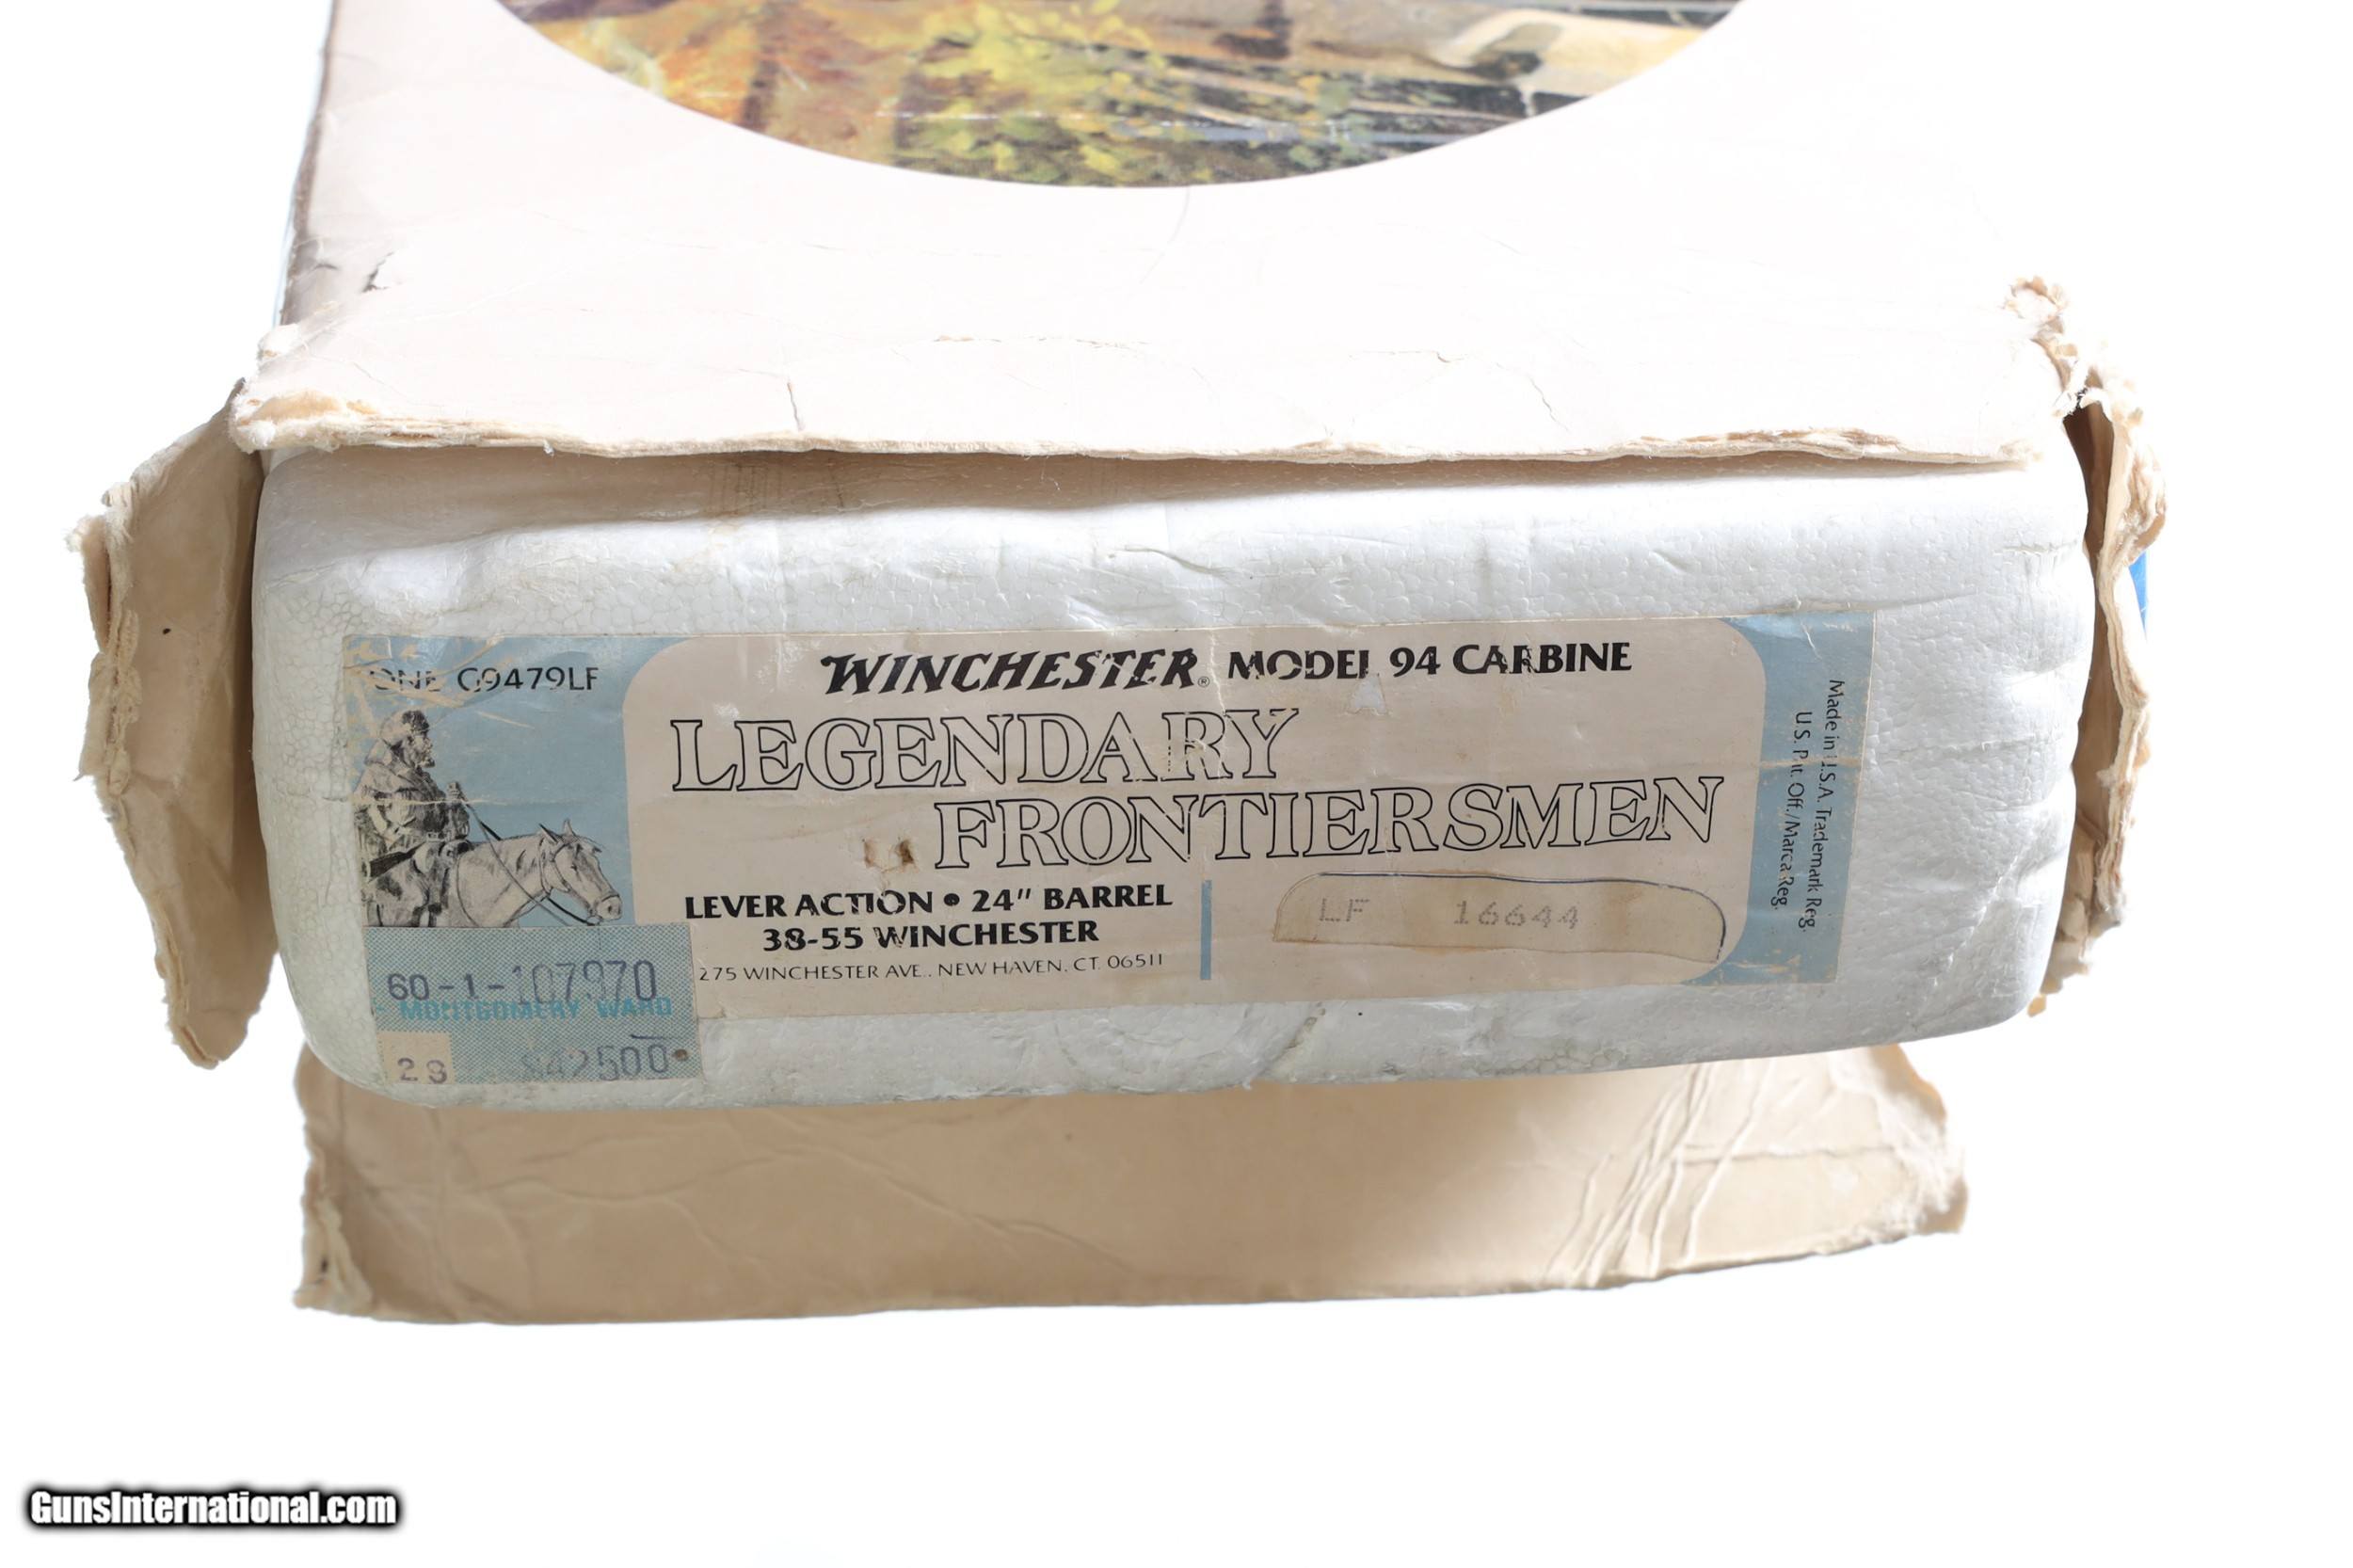 ONE G9479LF
WINCHESTER® MODEL 94 CARBINE
LEGENDARY
FRONTIERSMEN
LEVER ACTION • 24" BARREL
38-55 WINCHESTER
275 WINCHESTER AVE., NEW HAVEN, CT. 06511
LF 16644
Made in U.S.A. Trademark Reg.
U.S. Pat. Off./Marca Reg.
60-1-107970
MONTGOMERY WARD
28 $42500
GunsInternational.com